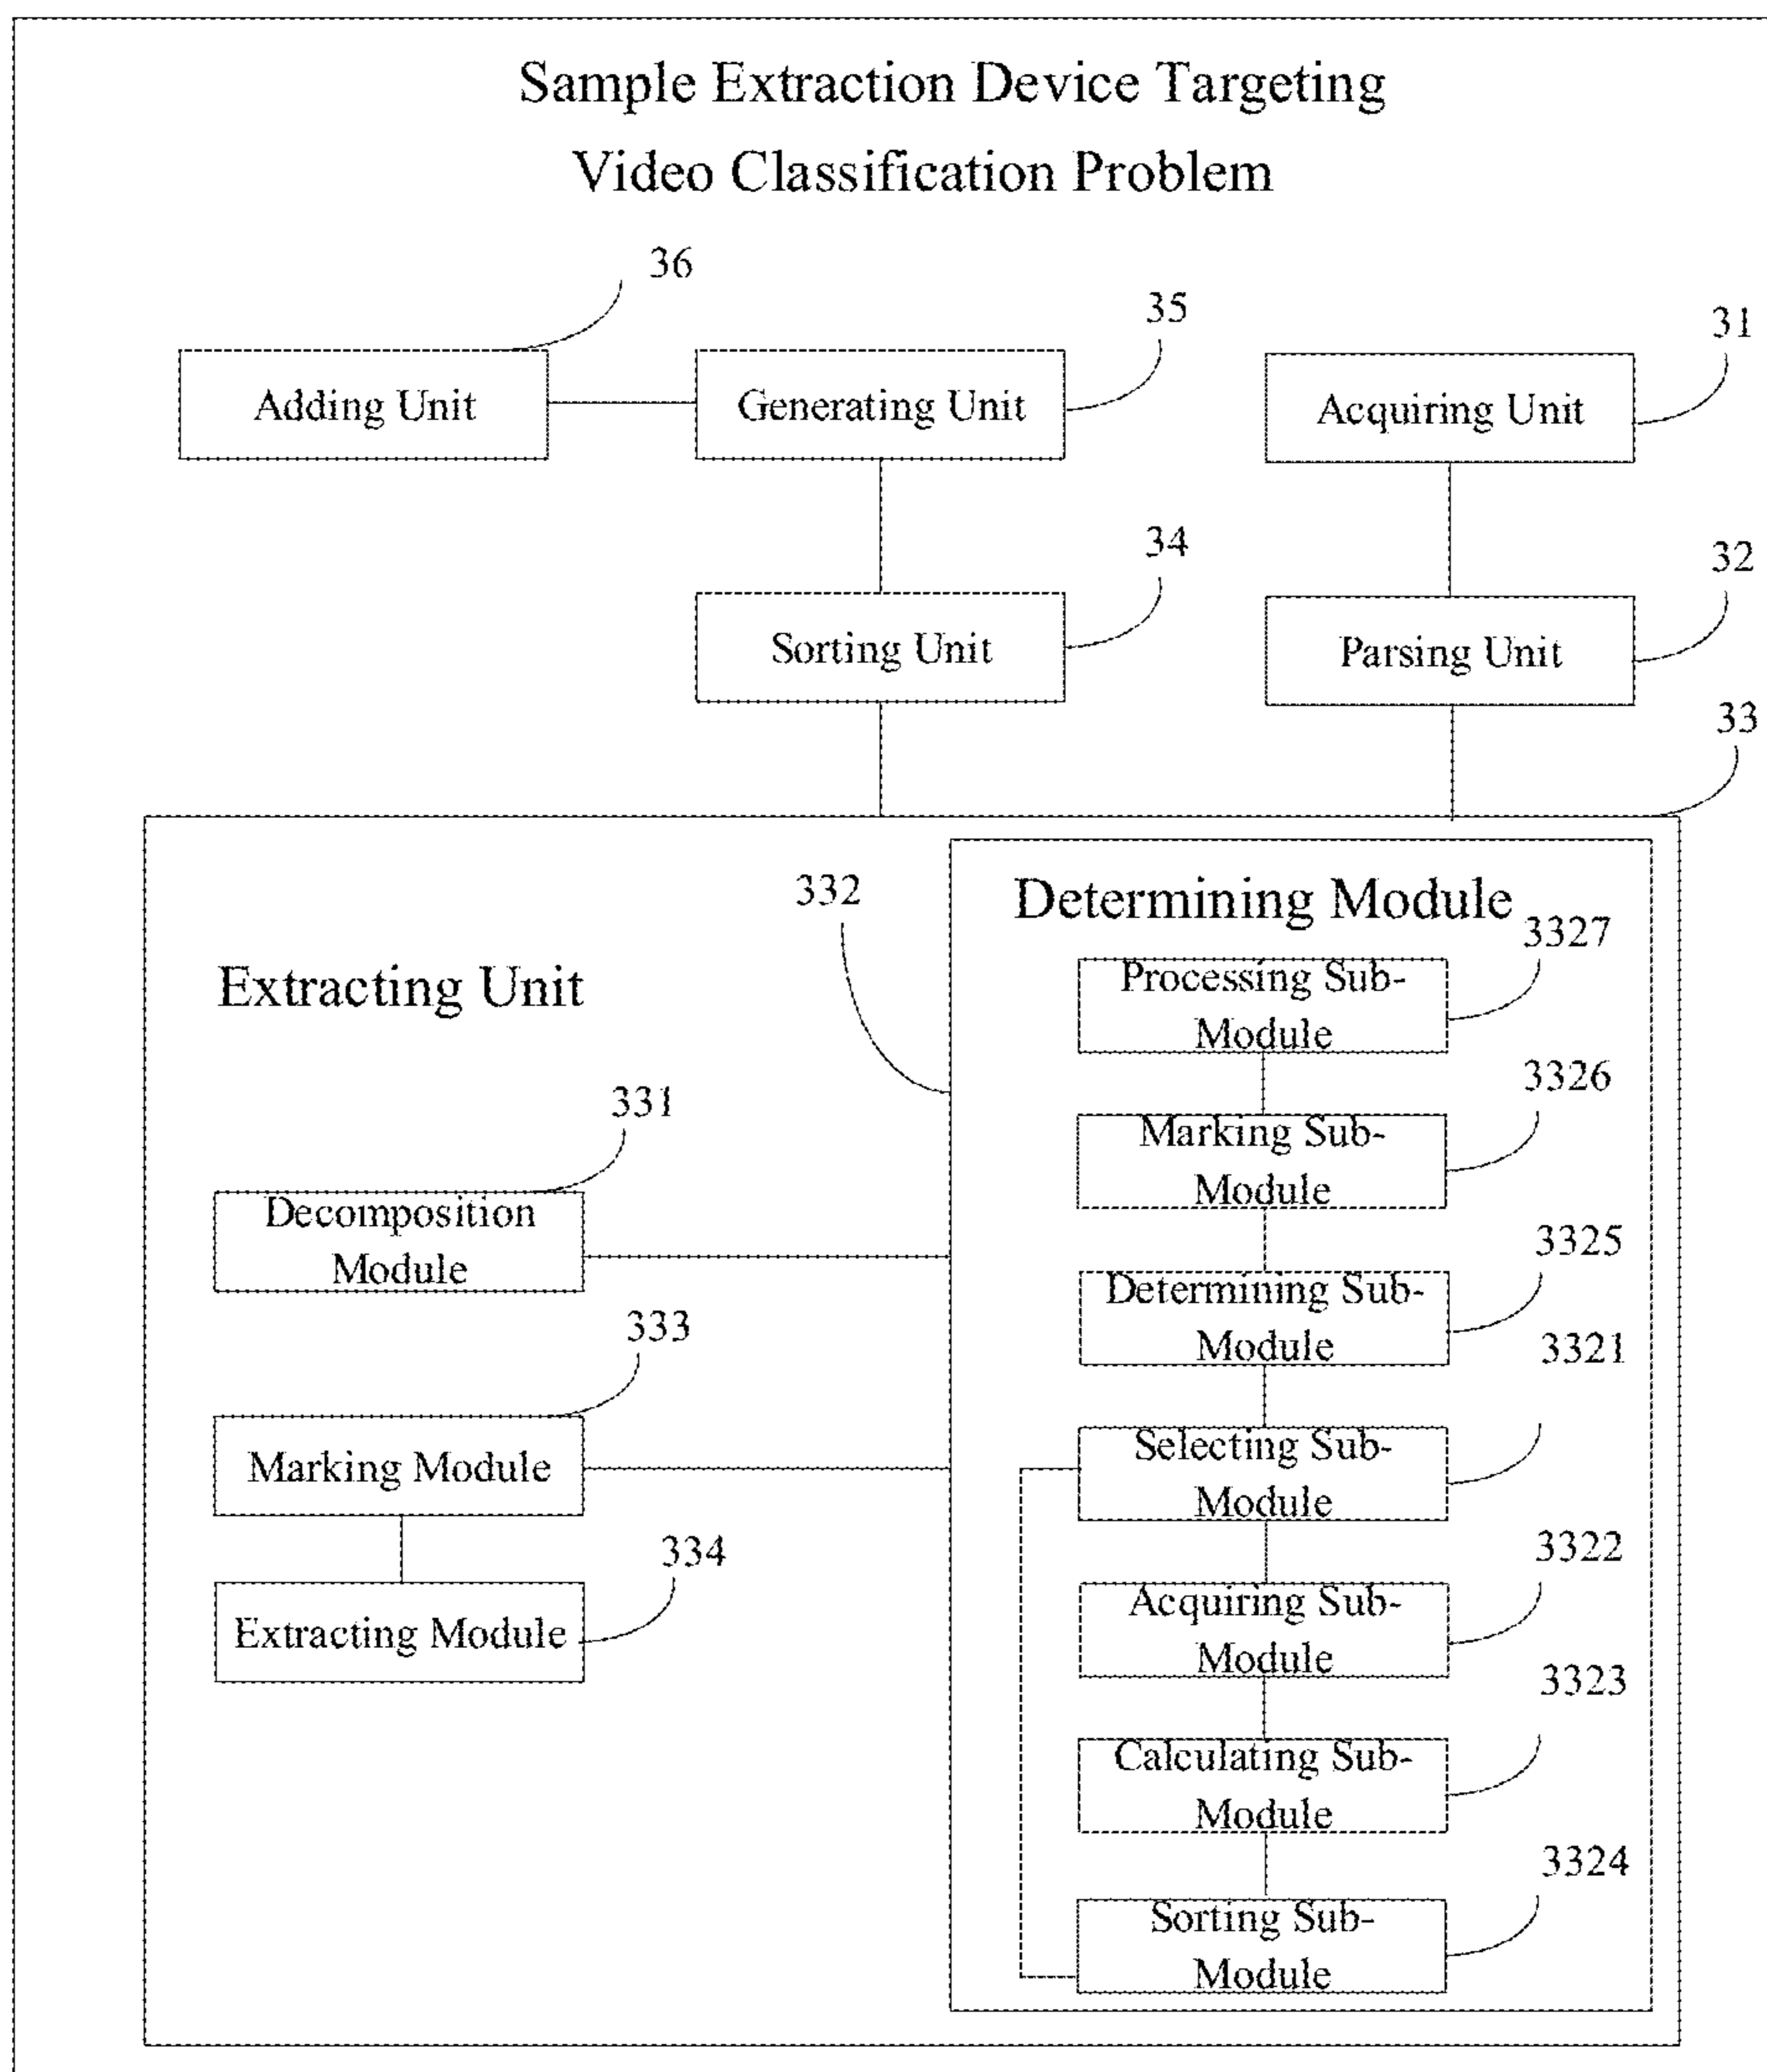 Sample Extraction Device Targeting
Video Classification Problem
36
35
31
Adding Unit
Generating Unit
Acquiring Unit
34
32
Sorting Unit
Parsing Unit
33
332
Determining Module
3327
Extracting Unit
Processing Sub-
Module
331
3326
Marking Sub-
Module
Decomposition
Module
3325
Determining Sub-
Module
333
3321
Marking Module
Selecting Sub-
Module
334
3322
Extracting Module
Acquiring Sub-
Module
3323
Calculating Sub-
Module
3324
Sorting Sub-
Module